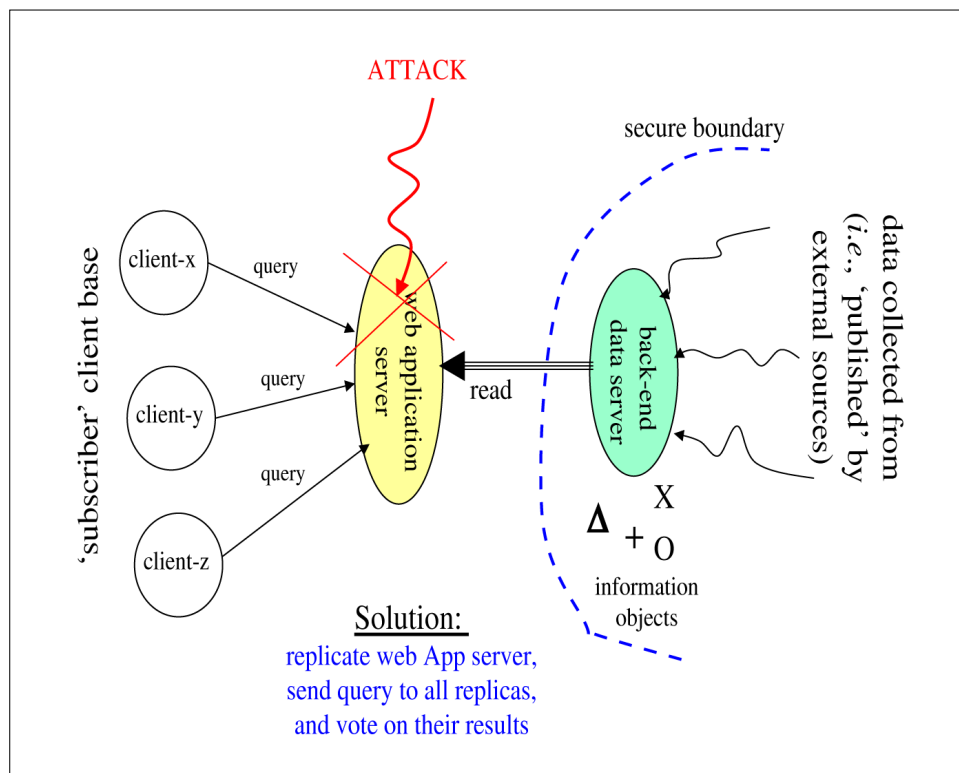 ATTACK
secure boundary
'subscriber' client base
client-x
query
client-y
query
client-z
query
web application
server
read
back-end
data server
data collected from
(i.e., 'published' by
external sources)
Δ + X
O
information
objects
Solution:
replicate web App server,
send query to all replicas,
and vote on their results